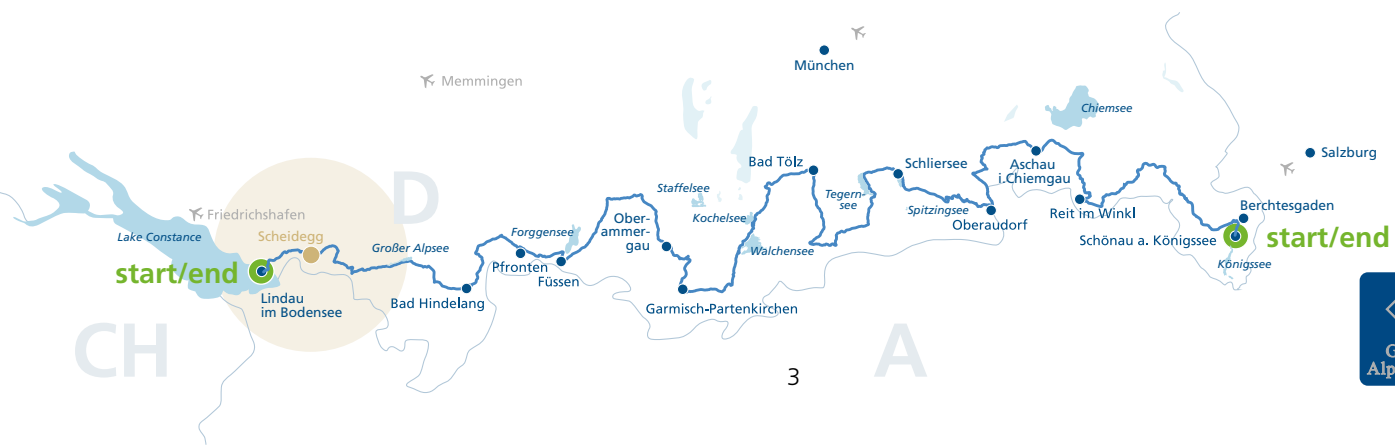 München
Memmingen
Chiemsee
Salzburg
Bad Tölz
Schliersee
Aschau
i.Chiemgau
Staffelsee
Tegern-
see
D
Friedrichshafen
Kochelsee
Spitzingsee
Reit im Winkl
Berchtesgaden
Lake Constance
Scheidegg
Großer Alpsee
Forggensee
Ober-
ammer-
gau
Walchensee
Oberaudorf
Schönau a. Königssee
start/end
Königssee
start/end
Pfronten
Füssen
Lindau
im Bodensee
Bad Hindelang
Garmisch-Partenkirchen
CH
A
3
G
Alp